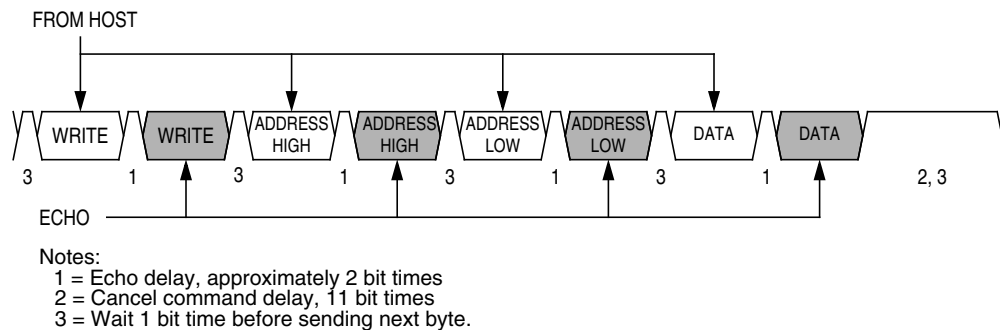 FROM HOST
WRITE WRITE ADDRESS HIGH ADDRESS HIGH ADDRESS LOW ADDRESS LOW DATA DATA
3 1 3 1 3 1 3 1 2, 3
ECHO
Notes:
1 = Echo delay, approximately 2 bit times
2 = Cancel command delay, 11 bit times
3 = Wait 1 bit time before sending next byte.